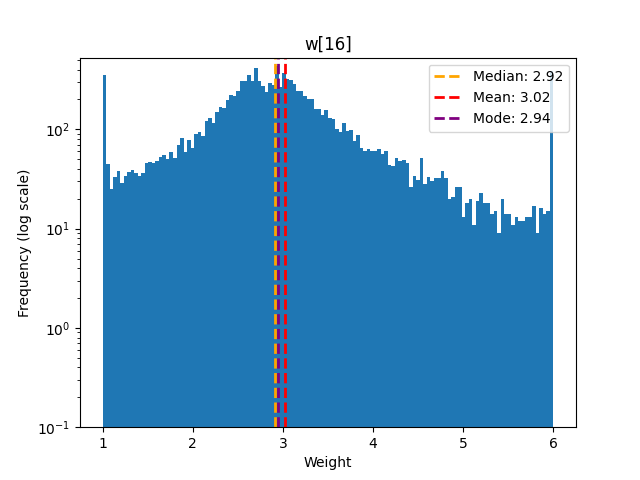 w[16]
Median: 2.92
Mean: 3.02
Mode: 2.94
Frequency (log scale)
10²
10¹
10⁰
10⁻¹
1 2 3 4 5 6
Weight